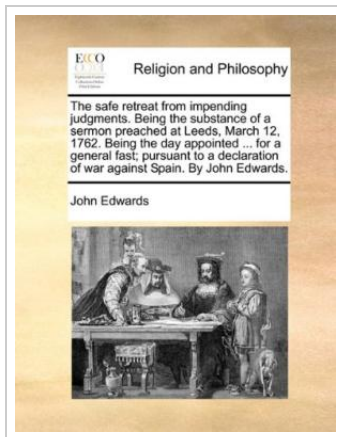 ECCO
Religion and Philosophy
The safe retreat from impending
judgments. Being the substance of a
sermon preached at Leeds, March 12,
1762. Being the day appointed ... for a
general fast; pursuant to a declaration
of war against Spain. By John Edwards.
John Edwards